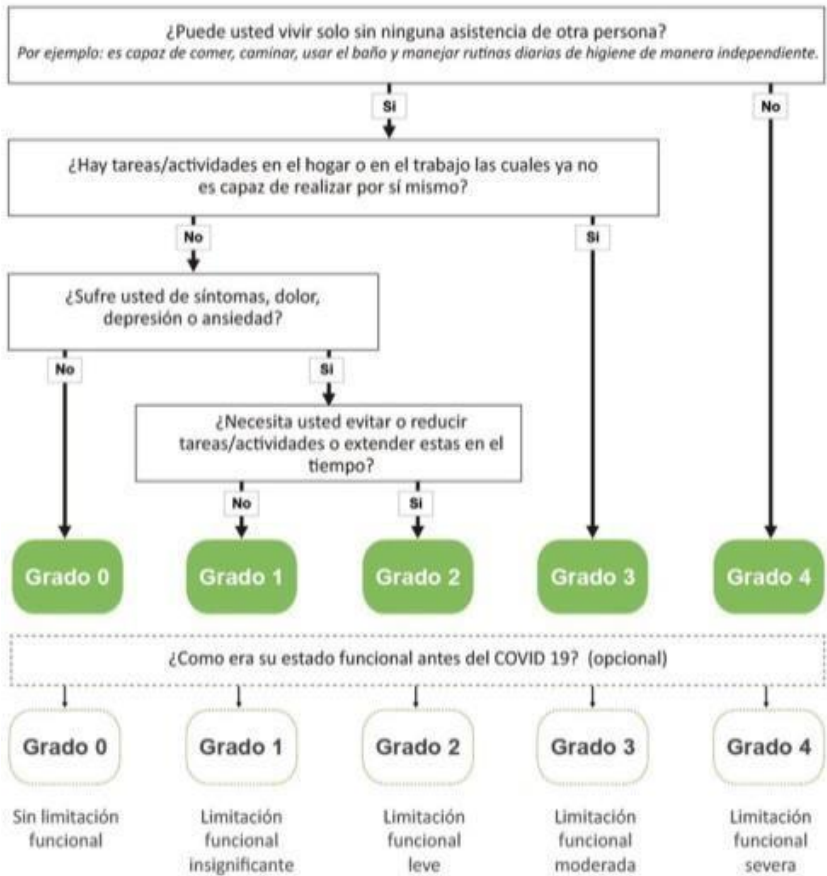 ¿Puede usted vivir solo sin ninguna asistencia de otra persona?
Por ejemplo: es capaz de comer, caminar, usar el baño y manejar rutinas diarias de higiene de manera independiente.
Si
No
¿Hay tareas/actividades en el hogar o en el trabajo las cuales ya no
es capaz de realizar por sí mismo?
No
Si
¿Sufre usted de síntomas, dolor,
depresión o ansiedad?
No
Si
¿Necesita usted evitar o reducir
tareas/actividades o extender estas en el
tiempo?
No
Si
Grado 0
Grado 1
Grado 2
Grado 3
Grado 4
¿Como era su estado funcional antes del COVID 19? (opcional)
Grado 0
Grado 1
Grado 2
Grado 3
Grado 4
Sin limitación
funcional
Limitación
funcional
insignificante
Limitación
funcional
leve
Limitación
funcional
moderada
Limitación
funcional
severa